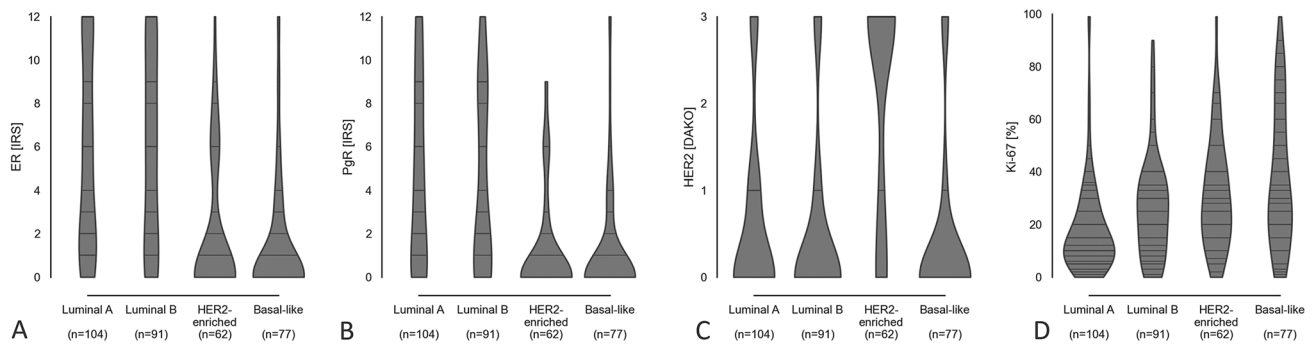 12
10
8
6
4
2
0
ER [IRS]
Luminal A
(n=104)
Luminal B
(n=91)
HER2-
enriched
(n=62)
Basal-like
(n=77)
A
12
10
8
6
4
2
0
PgR [IRS]
Luminal A
(n=104)
Luminal B
(n=91)
HER2-
enriched
(n=62)
Basal-like
(n=77)
B
3
2
1
0
HER2 [DAKO]
Luminal A
(n=104)
Luminal B
(n=91)
HER2-
enriched
(n=62)
Basal-like
(n=77)
C
100
80
60
40
20
0
Ki-67 [%]
Luminal A
(n=104)
Luminal B
(n=91)
HER2-
enriched
(n=62)
Basal-like
(n=77)
D